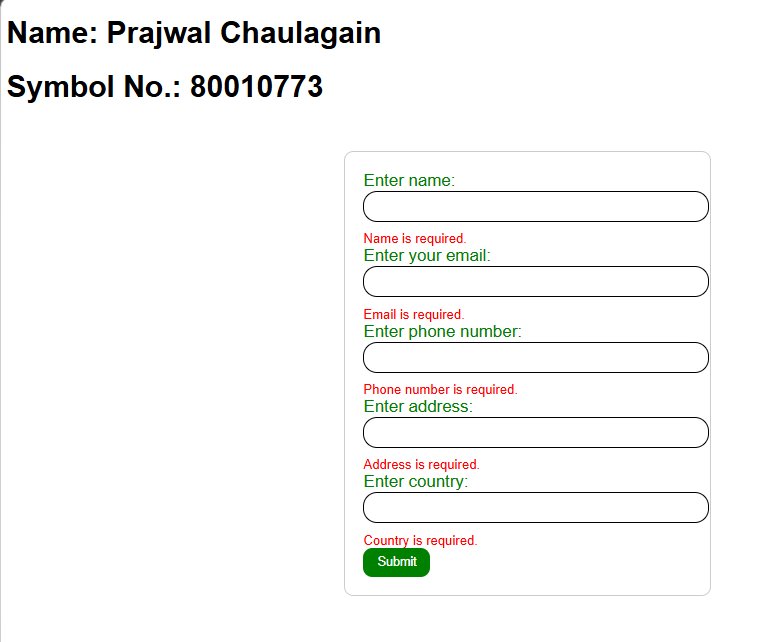 Name: Prajwal Chaulagain
Symbol No.: 80010773
Enter name:
Name is required.
Enter your email:
Email is required.
Enter phone number:
Phone number is required.
Enter address:
Address is required.
Enter country:
Country is required.
Submit